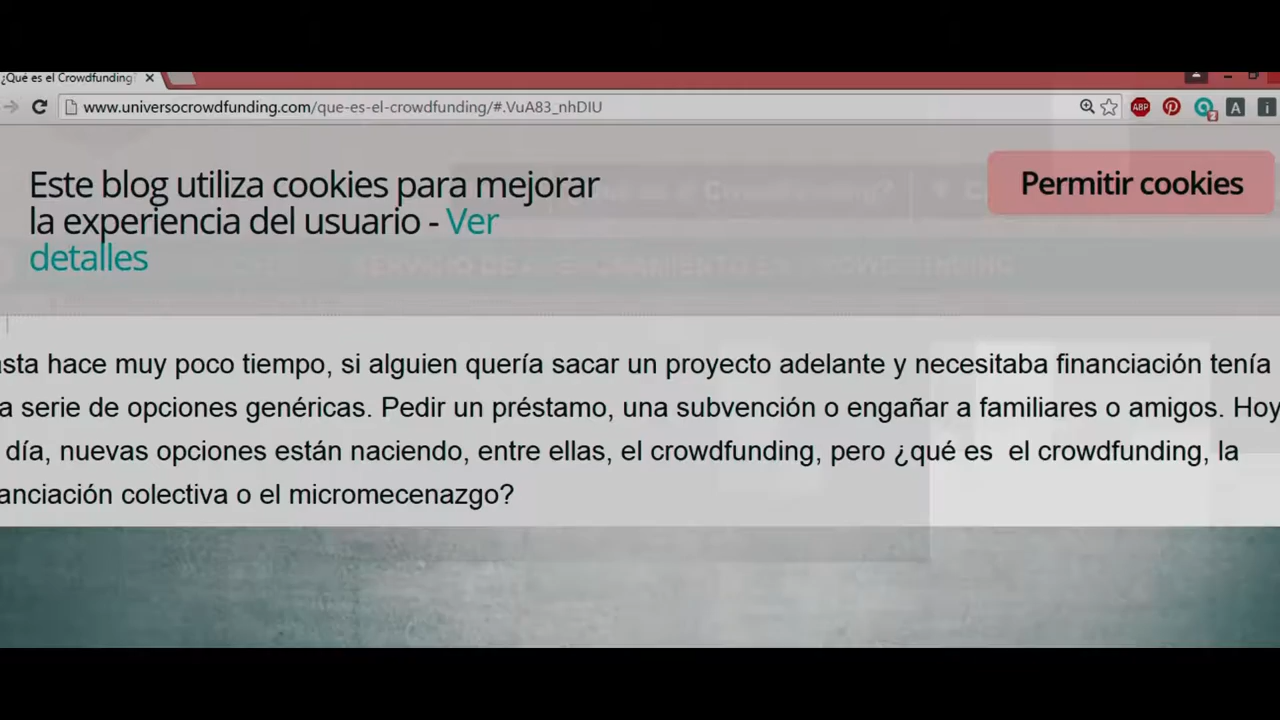 ¿Qué es el Crowdfunding
www.universocrowdfunding.com/que-es-el-crowdfunding/#.VuA83_nhDIU
ABP
2
A
i
Este blog utiliza cookies para mejorar
la experiencia del usuario - Ver
detalles
Permitir cookies
hace muy poco tiempo, si alguien quería sacar un proyecto adelante y necesitaba financiación tenía
a serie de opciones genéricas. Pedir un préstamo, una subvención o engañar a familiares o amigos. Hoy
día, nuevas opciones están naciendo, entre ellas, el crowdfunding, pero ¿qué es el crowdfunding, la
anciación colectiva o el micromecenazgo?